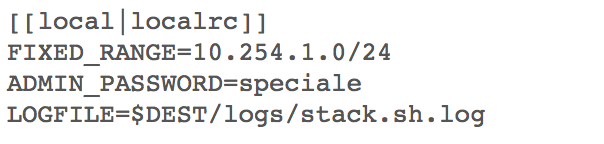 [[local|localrc]]
FIXED_RANGE=10.254.1.0/24
ADMIN_PASSWORD=speciale
LOGFILE=$DEST/logs/stack.sh.log